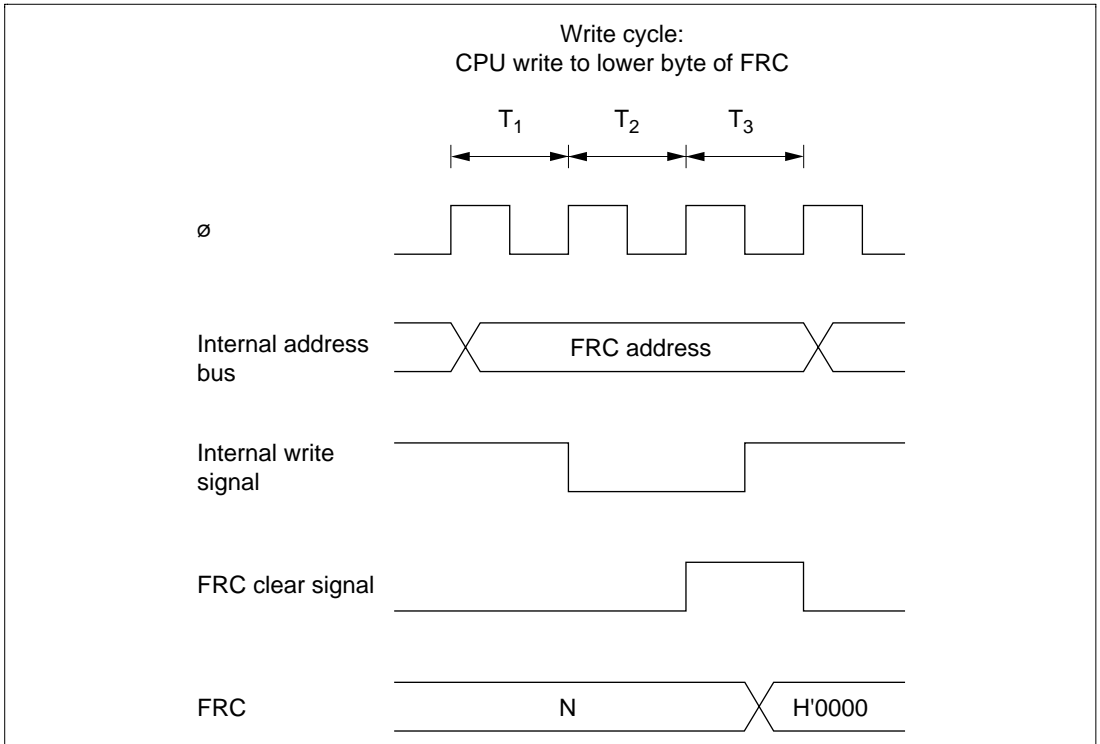 Write cycle:
CPU write to lower byte of FRC
T1 T2 T3
ø
Internal address
bus
FRC address
Internal write
signal
FRC clear signal
FRC
N
H'0000